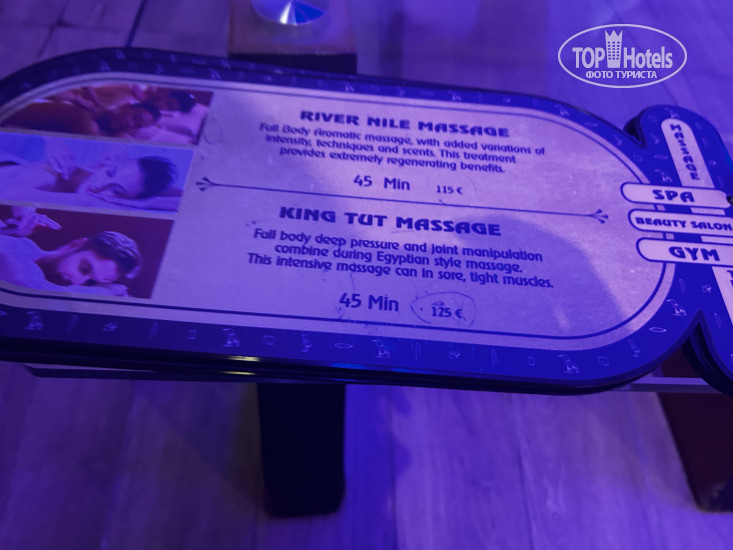 TOP Hotels
ФОТО ТУРИСТА
RIVER NILE MASSAGE
Full Body Aromatic massage, with added variations of
intensity, techniques and scents. This treatment
provides extremely regenerating benefits.
45 Min 115 €
KING TUT MASSAGE
Full body deep pressure and joint manipulation
combine during Egyptian style massage.
This intensive massage can in sore, tight muscles.
45 Min 125 €
MASSAGE
SPA
BEAUTY SALON
GYM